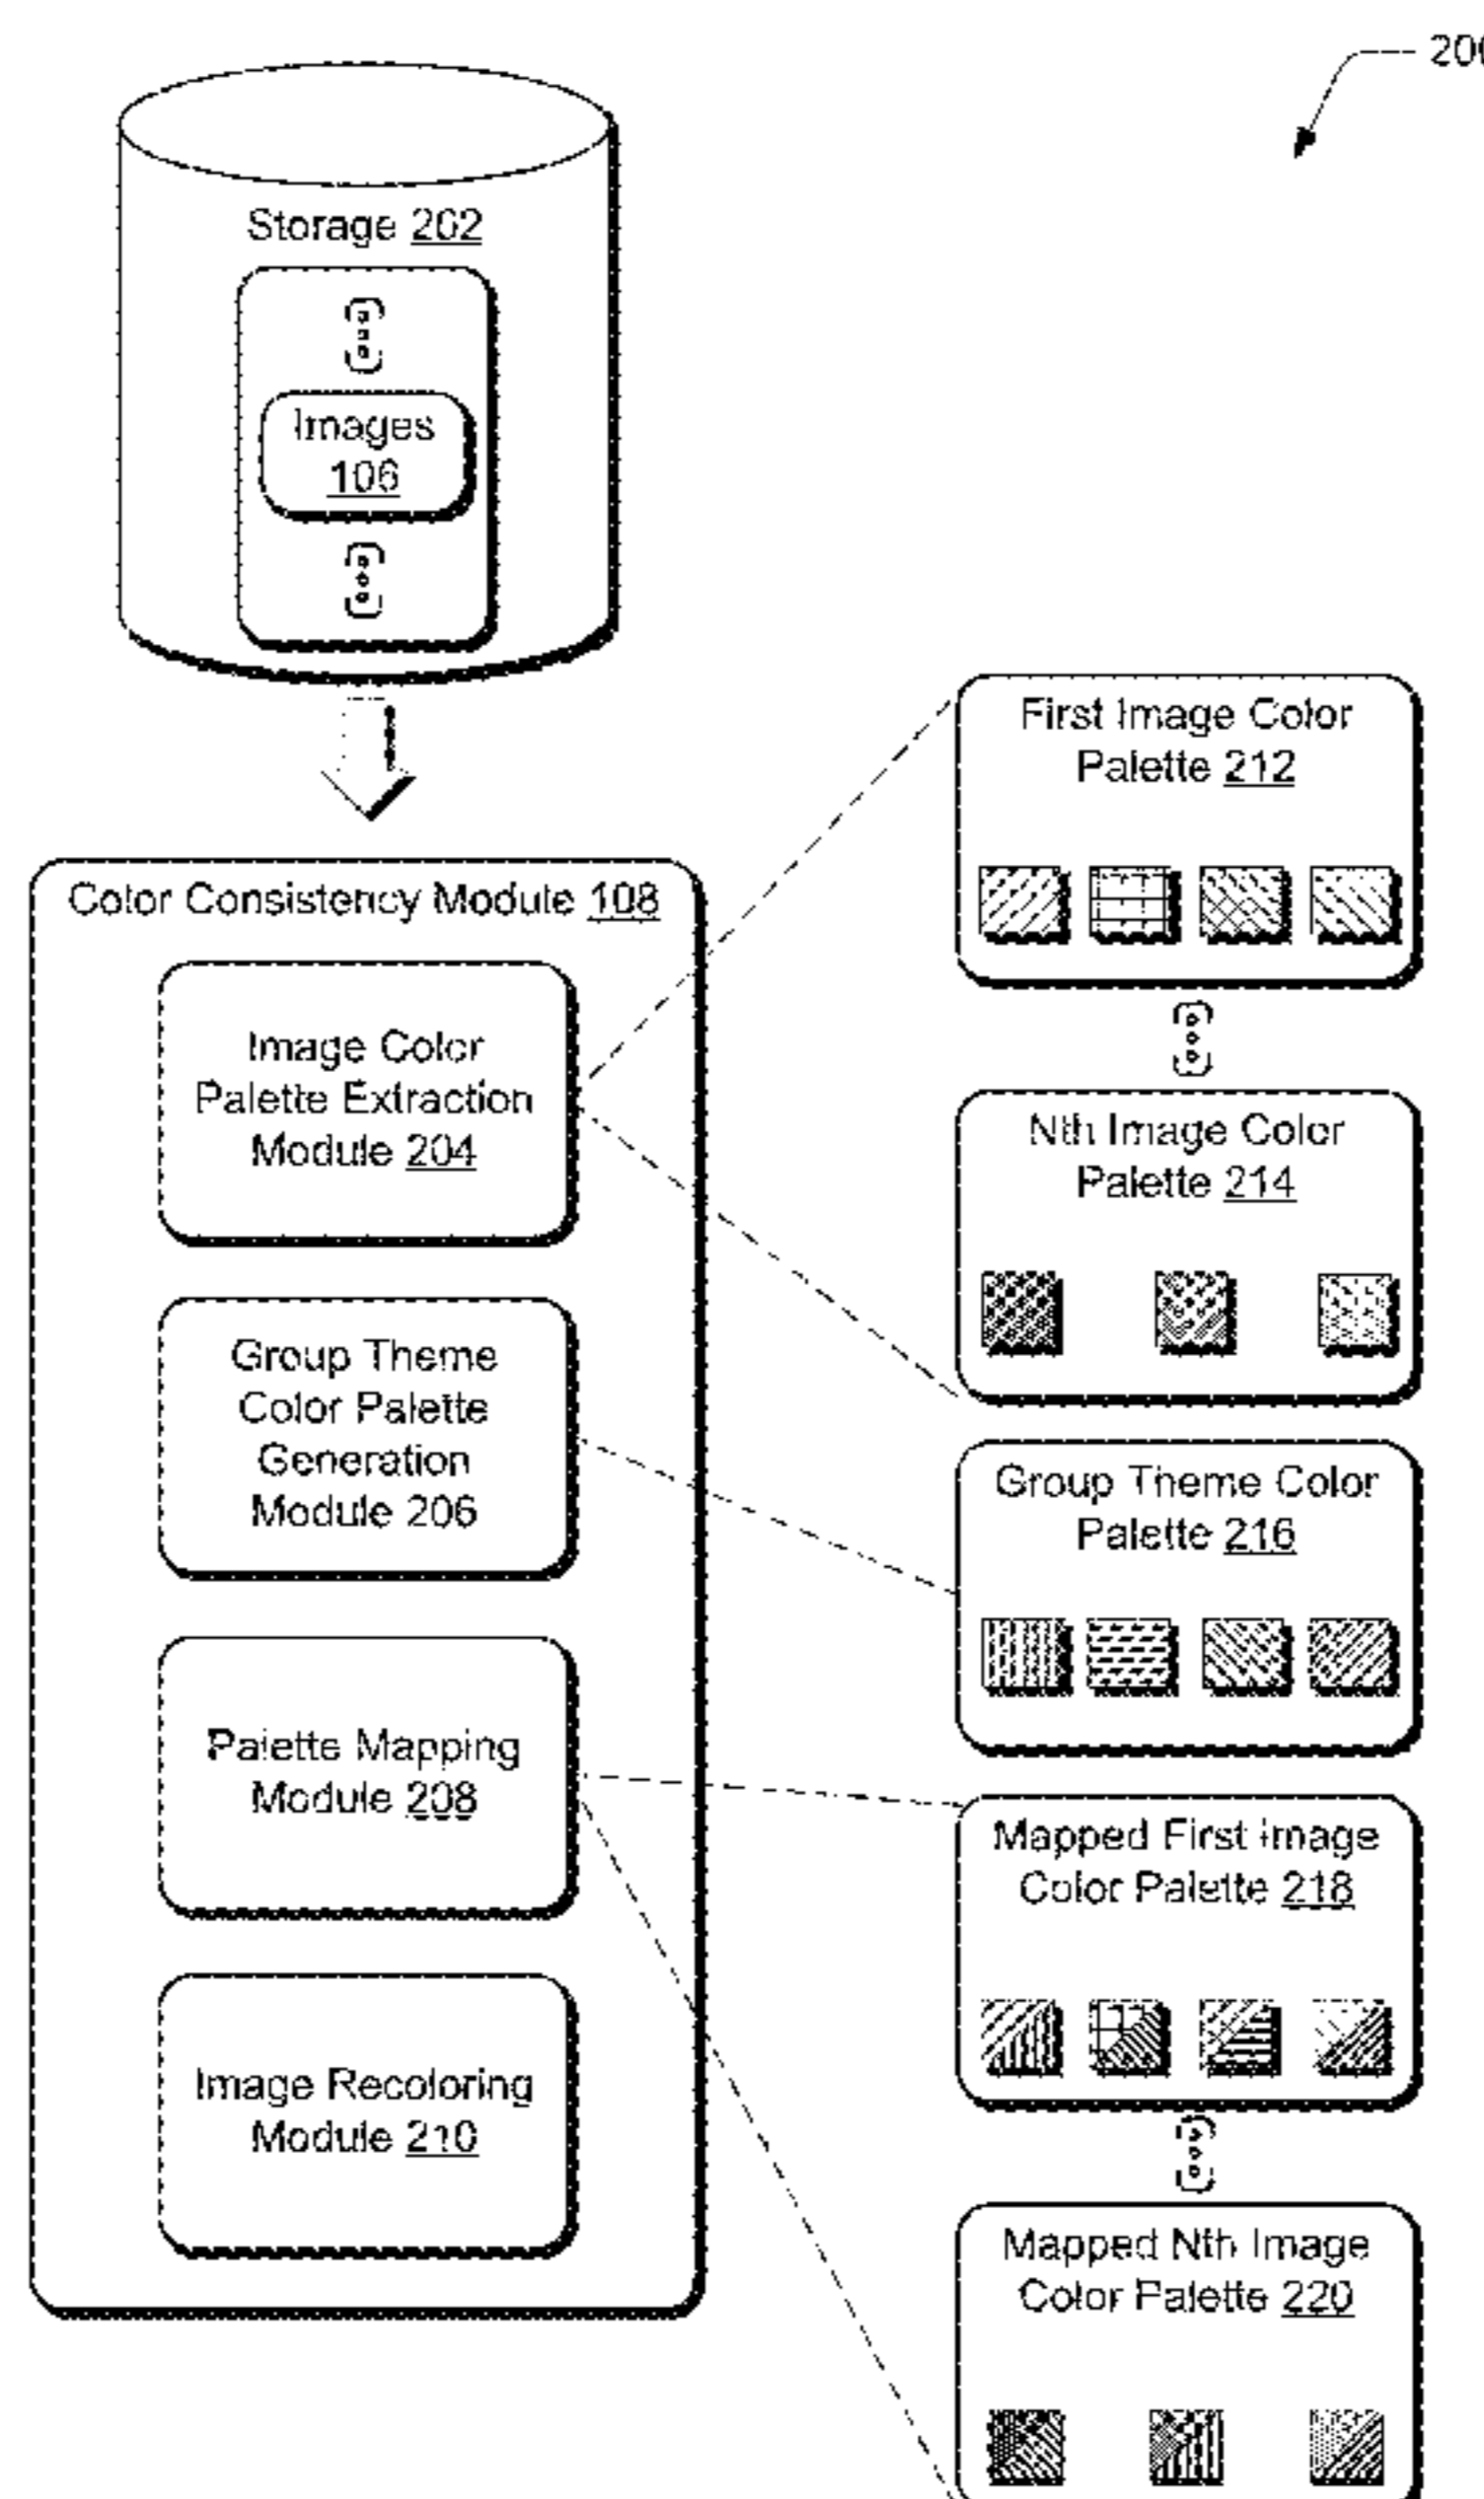 Storage 202
Images
106
Color Consistency Module 108
Image Color
Palette Extraction
Module 204
Group Theme
Color Palette
Generation
Module 206
Palette Mapping
Module 208
Image Recoloring
Module 210
First Image Color
Palette 212
Nth Image Color
Palette 214
Group Theme Color
Palette 216
Mapped First Image
Color Palette 218
Mapped Nth Image
Color Palette 220